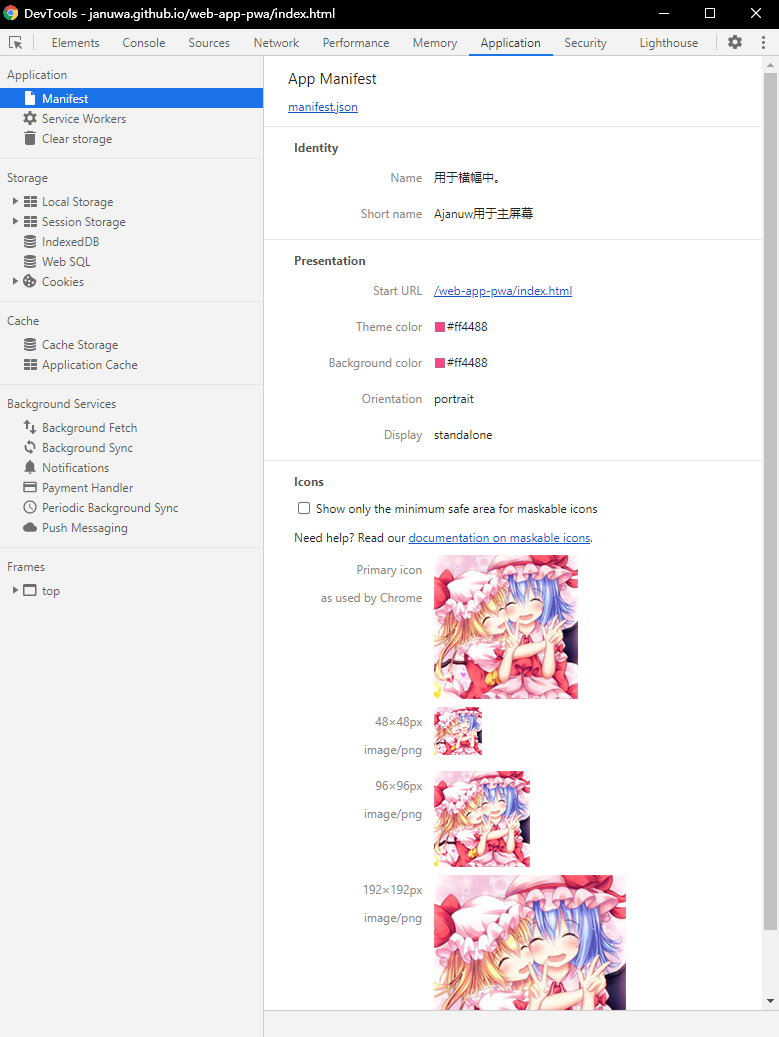 DevTools - januwa.github.io/web-app-pwa/index.html
Elements Console Sources Network Performance Memory Application Security Lighthouse
Application
Manifest
Service Workers
Clear storage
Storage
Local Storage
Session Storage
IndexedDB
Web SQL
Cookies
Cache
Cache Storage
Application Cache
Background Services
Background Fetch
Background Sync
Notifications
Payment Handler
Periodic Background Sync
Push Messaging
Frames
top
App Manifest
manifest.json
Identity
Name 用于横幅中。
Short name Ajanuw用于主屏幕
Presentation
Start URL /web-app-pwa/index.html
Theme color #ff4488
Background color #ff4488
Orientation portrait
Display standalone
Icons
Show only the minimum safe area for maskable icons
Need help? Read our documentation on maskable icons.
Primary icon
as used by Chrome
48×48px
image/png
96×96px
image/png
192×192px
image/png